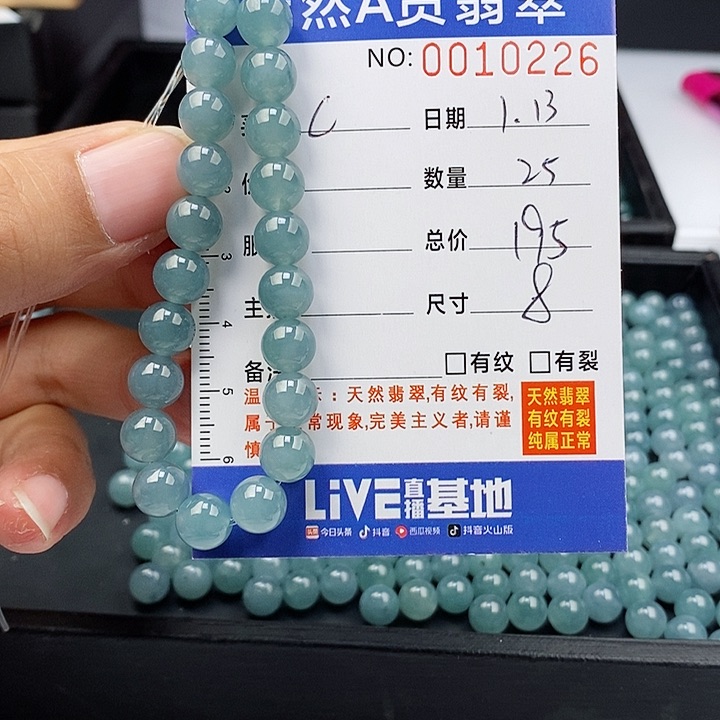 然A货翡翠
NO: 0010226
C 日期 1.13
数量 25
总价 195
主 尺寸 8
备 □有纹 □有裂
温 :天然翡翠,有纹有裂,
属 常现象,完美主义者,请谨
慎
天然翡翠
有纹有裂
纯属正常
3
4
5
6
LiVE直播基地
头条 今日头条 抖音 西瓜视频 抖音火山版